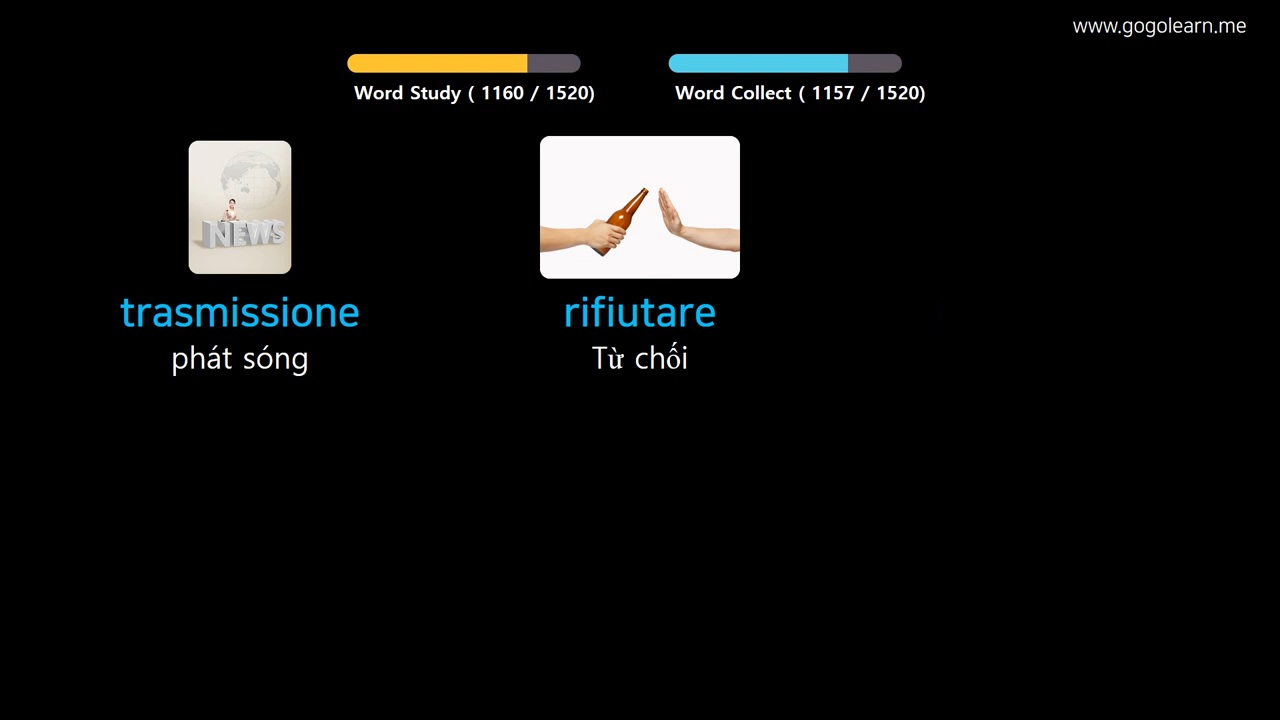 www.gogolearn.me
Word Study ( 1160 / 1520)
Word Collect ( 1157 / 1520)
NEWS
trasmissione
phát sóng
rifiutare
Từ chối